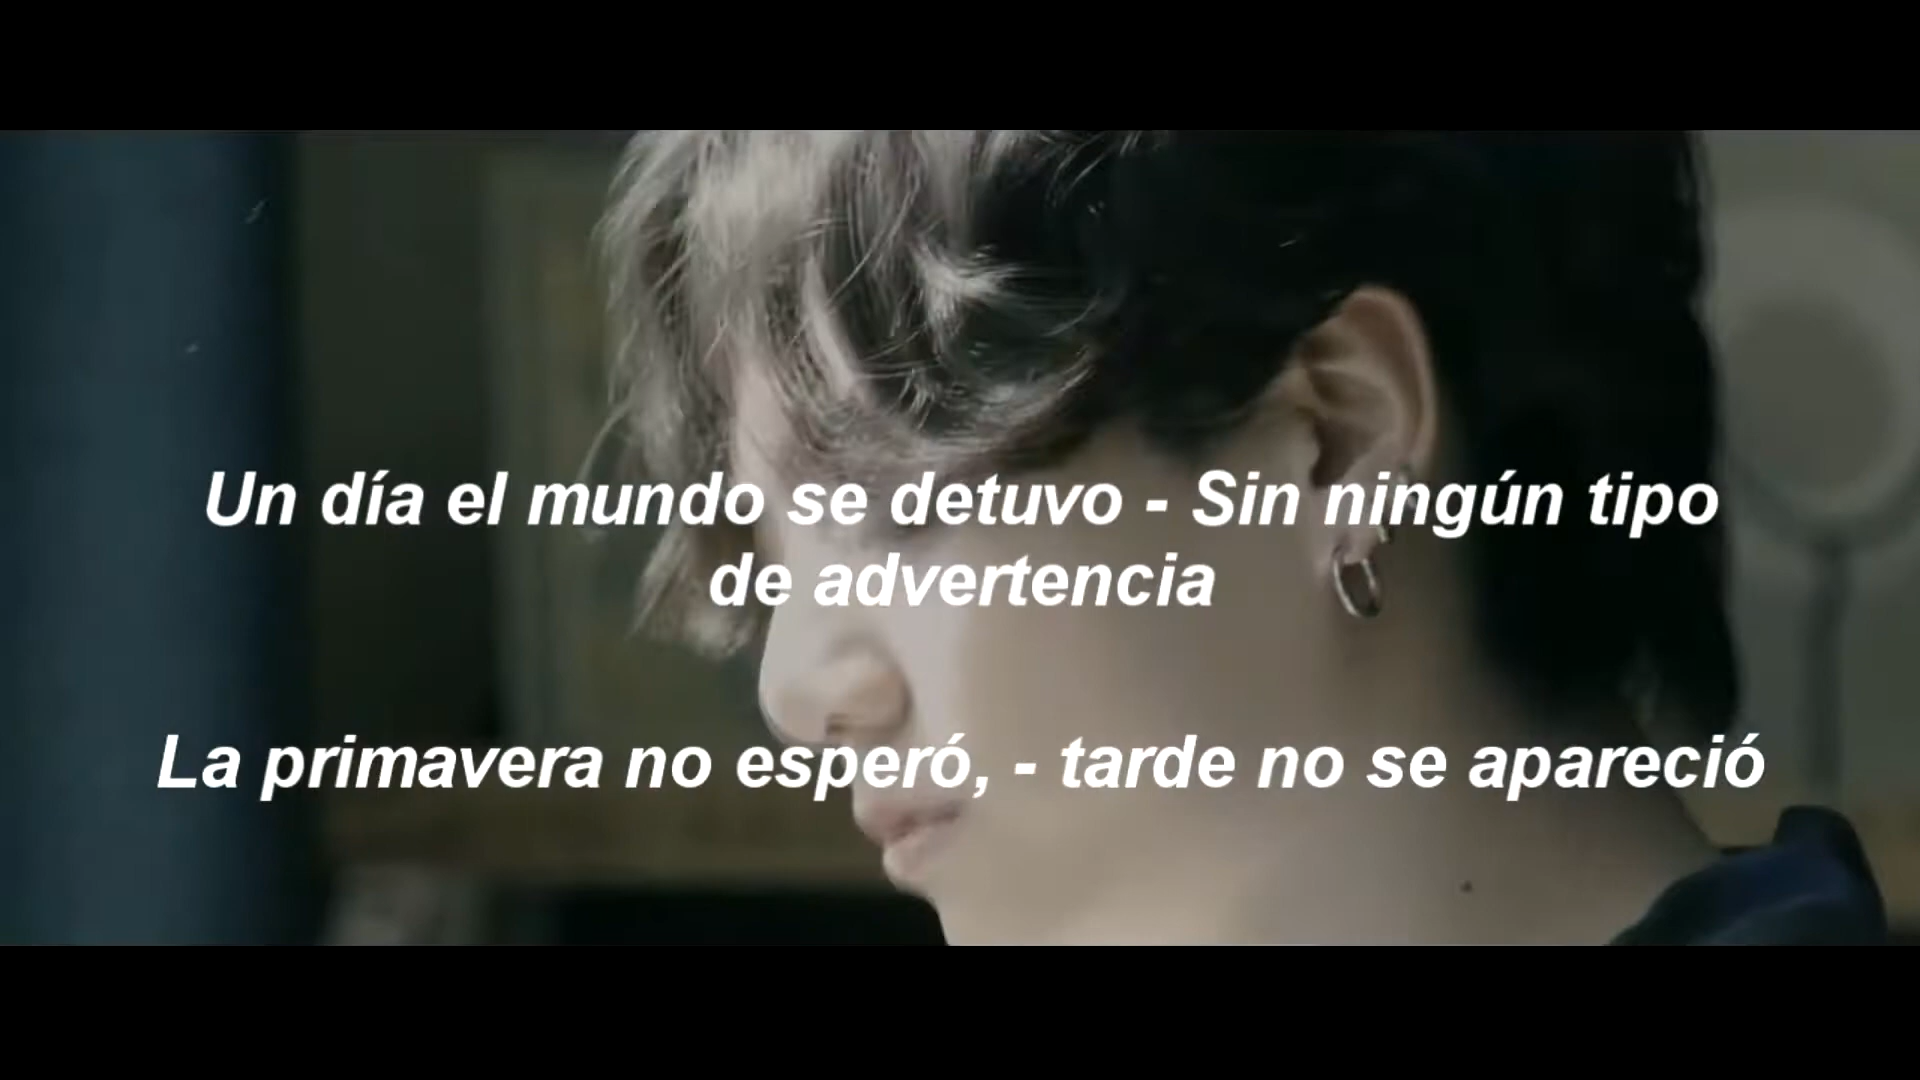 Un día el mundo se detuvo - Sin ningún tipo
de advertencia
La primavera no esperó, - tarde no se apareció